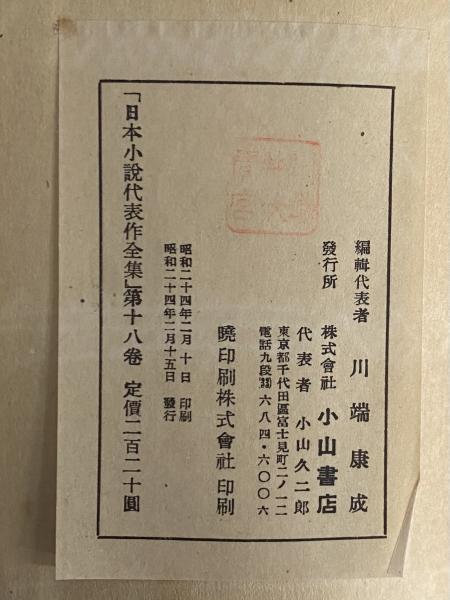 編輯代表者 川端康成
發行所 株式會社 小山書店
代表者 小山久二郎
東京都千代田區富士見町二ノ一二
電話九段(33)六八四・六〇〇六
曉印刷株式會社 印刷
昭和二十四年二月十日 印刷
昭和二十四年二月十五日 發行
「日本小說代表作全集」第十八卷 定價二百二十圓